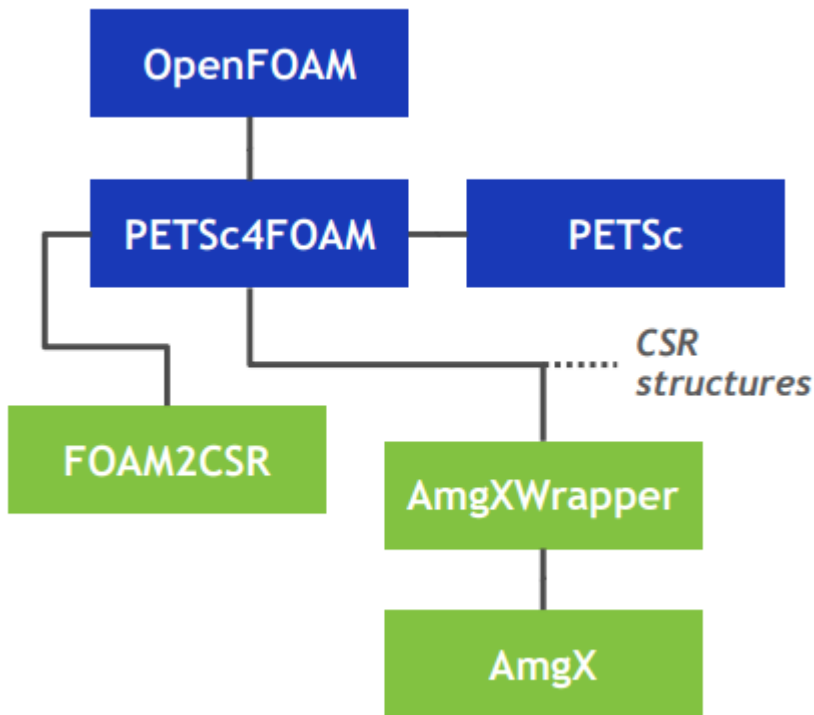 OpenFOAM
PETSc4FOAM
PETSc
CSR
structures
FOAM2CSR
AmgXWrapper
AmgX